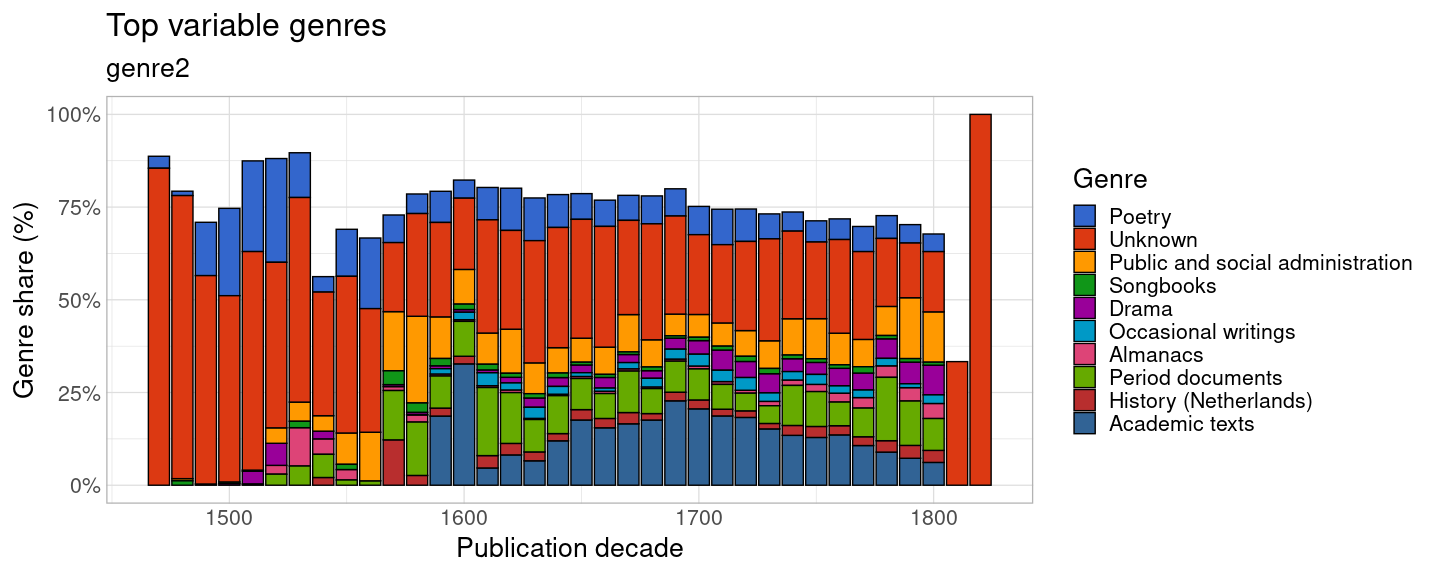 Top variable genres
genre2
Genre share (%)
100%
75%
50%
25%
0%
1500
1600
1700
1800
Publication decade
Genre
Poetry
Unknown
Public and social administration
Songbooks
Drama
Occasional writings
Almanacs
Period documents
History (Netherlands)
Academic texts